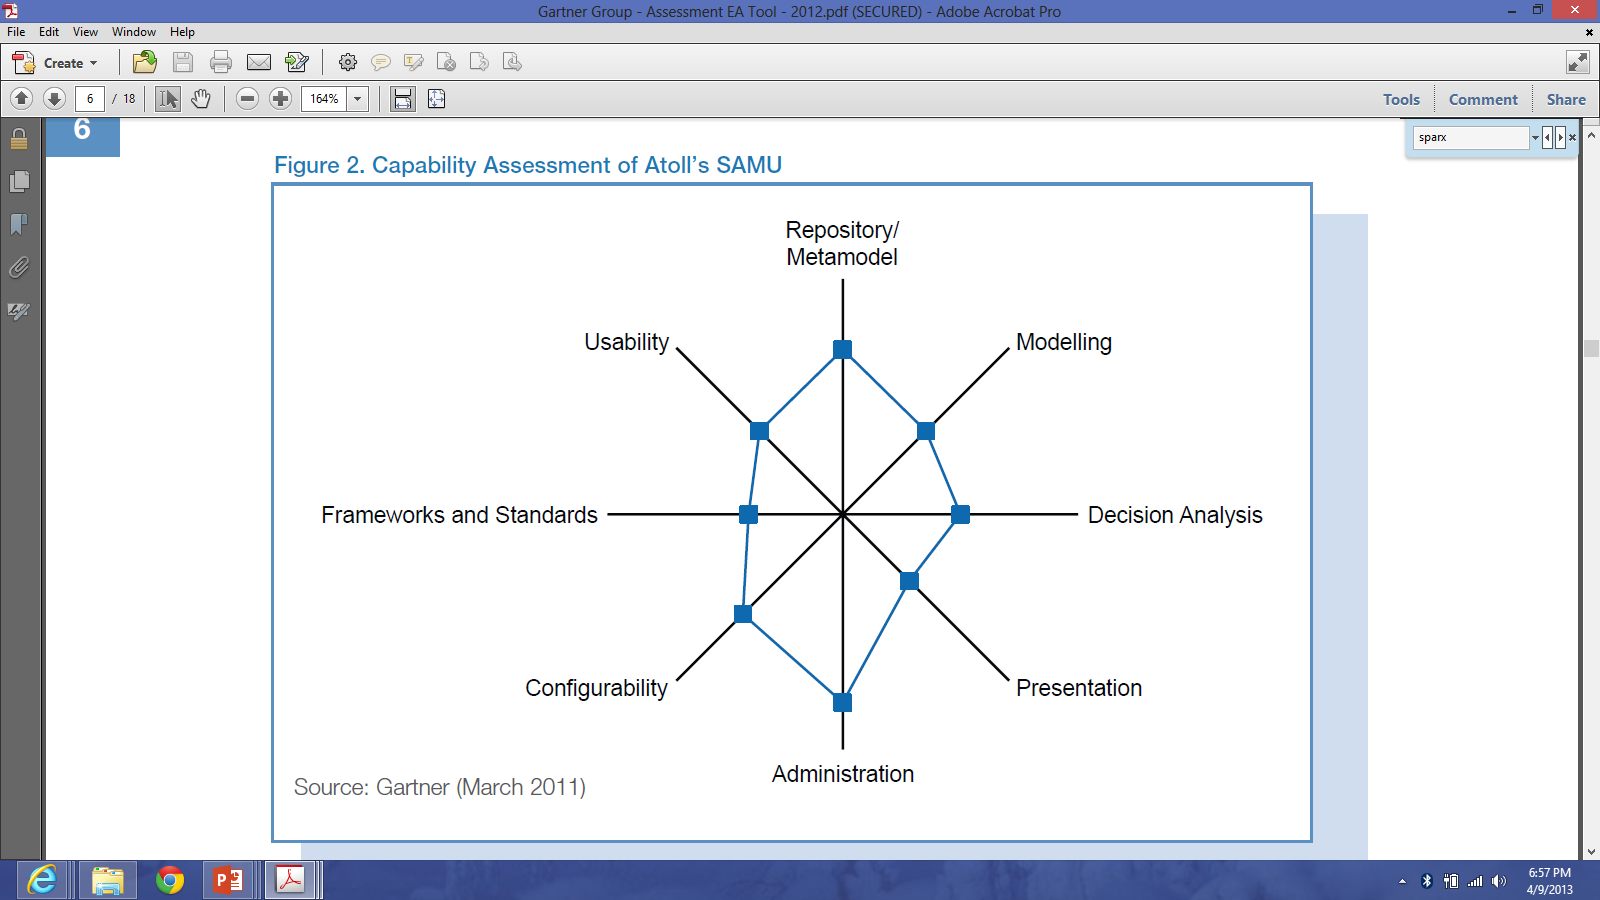 Gartner Group - Assessment EA Tool - 2012.pdf (SECURED) - Adobe Acrobat Pro
File Edit View Window Help
Create
6 / 18 164% Tools Comment Share
sparx
6
Figure 2. Capability Assessment of Atoll's SAMU
Repository/
Metamodel
Usability
Modelling
Frameworks and Standards
Decision Analysis
Configurability
Presentation
Administration
Source: Gartner (March 2011)
6:57 PM
4/9/2013